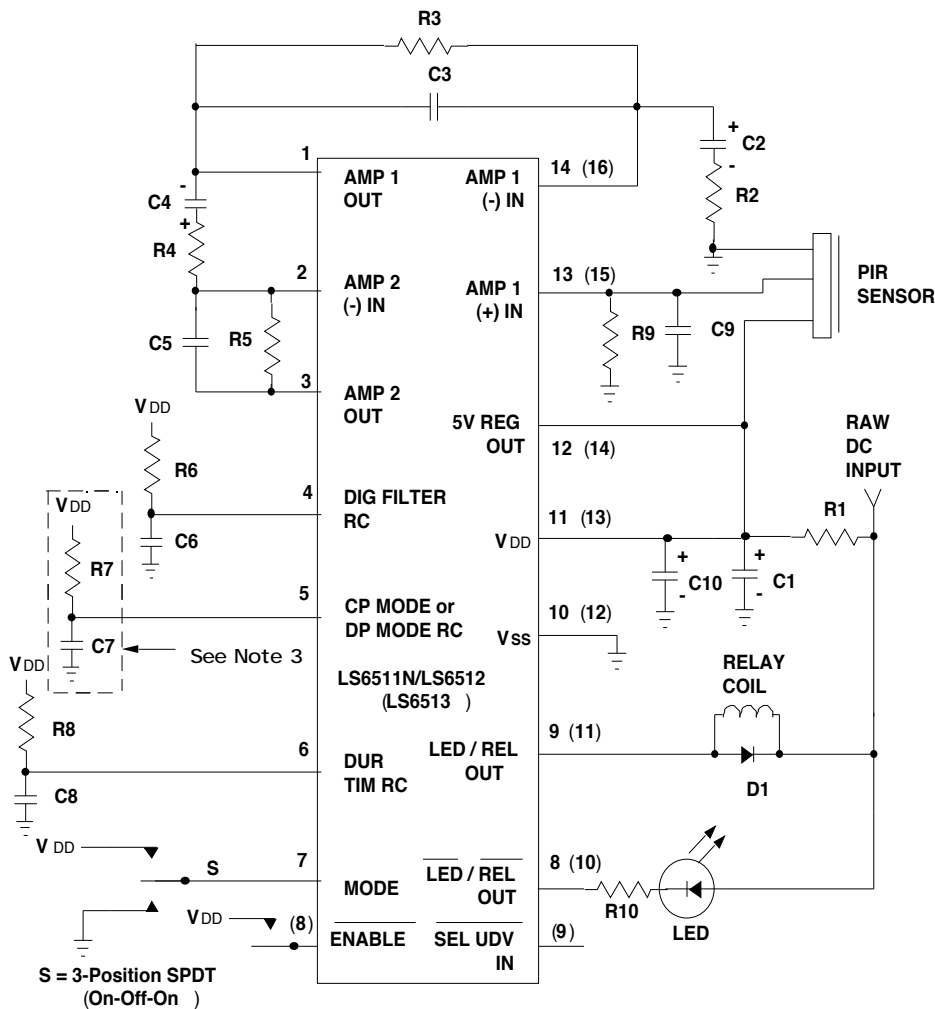 R3
C3
1
14 (16)
+
C2
-
R2
AMP 1
OUT
AMP 1
(-) IN
-
C4
+
R4
2
13 (15)
AMP 2
(-) IN
AMP 1
(+) IN
PIR
SENSOR
C5
R5
R9
C9
3
AMP 2
OUT
5V REG
OUT
12 (14)
RAW
DC
INPUT
VDD
R6
4
DIG FILTER
RC
C6
11 (13)
VDD
R1
+
C10
-
+
C1
-
VDD
R7
5
CP MODE or
DP MODE RC
10 (12)
VSS
C7
See Note 3
LS6511N/LS6512
(LS6513 )
RELAY
COIL
VDD
R8
6
DUR
TIM RC
9 (11)
LED / REL
OUT
D1
C8
VDD
S
7
MODE
8 (10)
LED / REL
OUT
R10
LED
VDD
(8)
ENABLE
SEL UDV
IN
(9)
S = 3-Position SPDT
(On-Off-On )